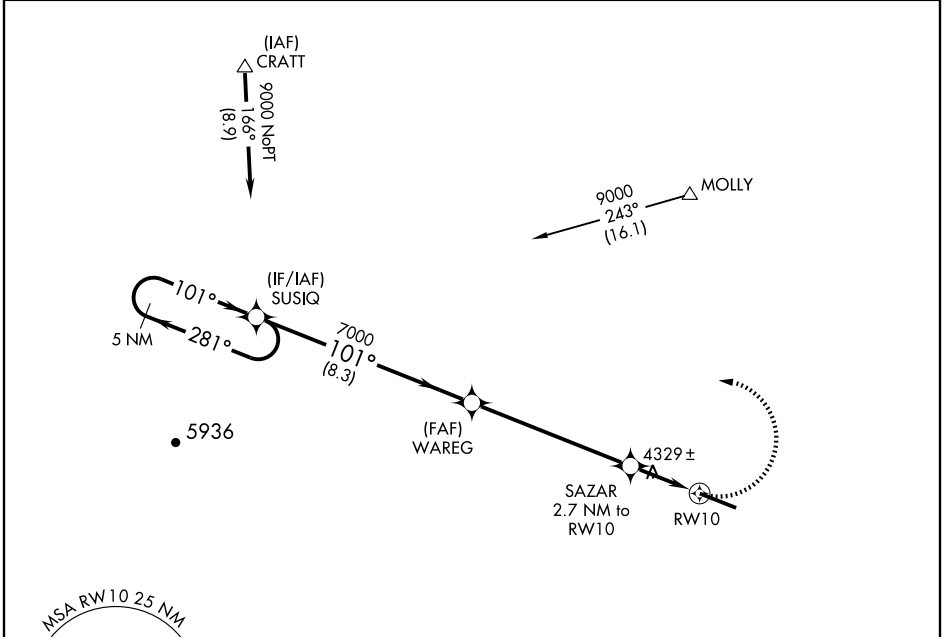 (IAF)
CRATT
9000 NoPT
166°
(8.9)
MOLLY
9000
243°
(16.1)
(IF/IAF)
SUSIQ
101°
281°
5 NM
7000
101°
(8.3)
5936
(FAF)
WAREG
4329±
SAZAR
2.7 NM to
RW10
RW10
MSA RW10 25 NM